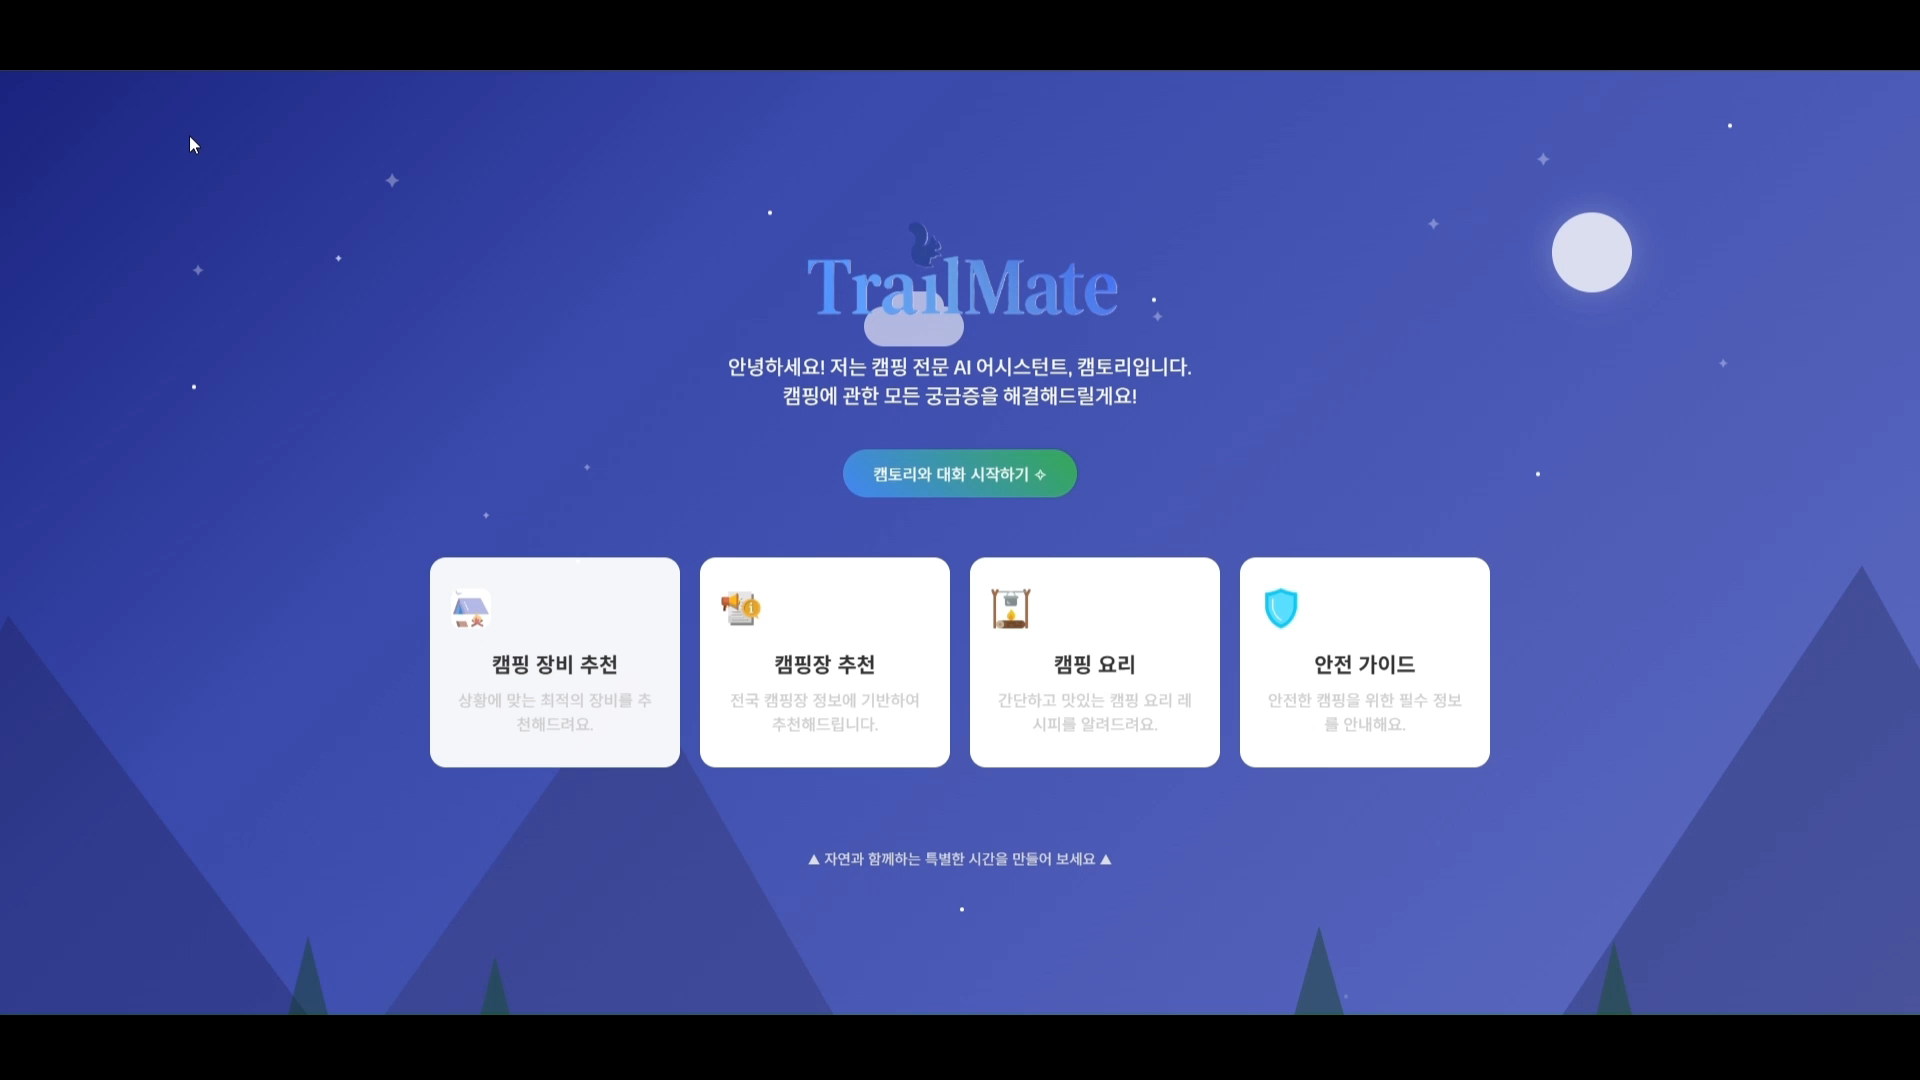 TrailMate
안녕하세요! 저는 캠핑 전문 AI 어시스턴트, 캠토리입니다.
캠핑에 관한 모든 궁금증을 해결해드릴게요!
캠토리와 대화 시작하기 ✧
캠핑 장비 추천
상황에 맞는 최적의 장비를 추
천해드려요.
캠핑장 추천
전국 캠핑장 정보에 기반하여
추천해드립니다.
캠핑 요리
간단하고 맛있는 캠핑 요리 레
시피를 알려드려요.
안전 가이드
안전한 캠핑을 위한 필수 정보
를 안내해요.
▲ 자연과 함께하는 특별한 시간을 만들어 보세요 ▲